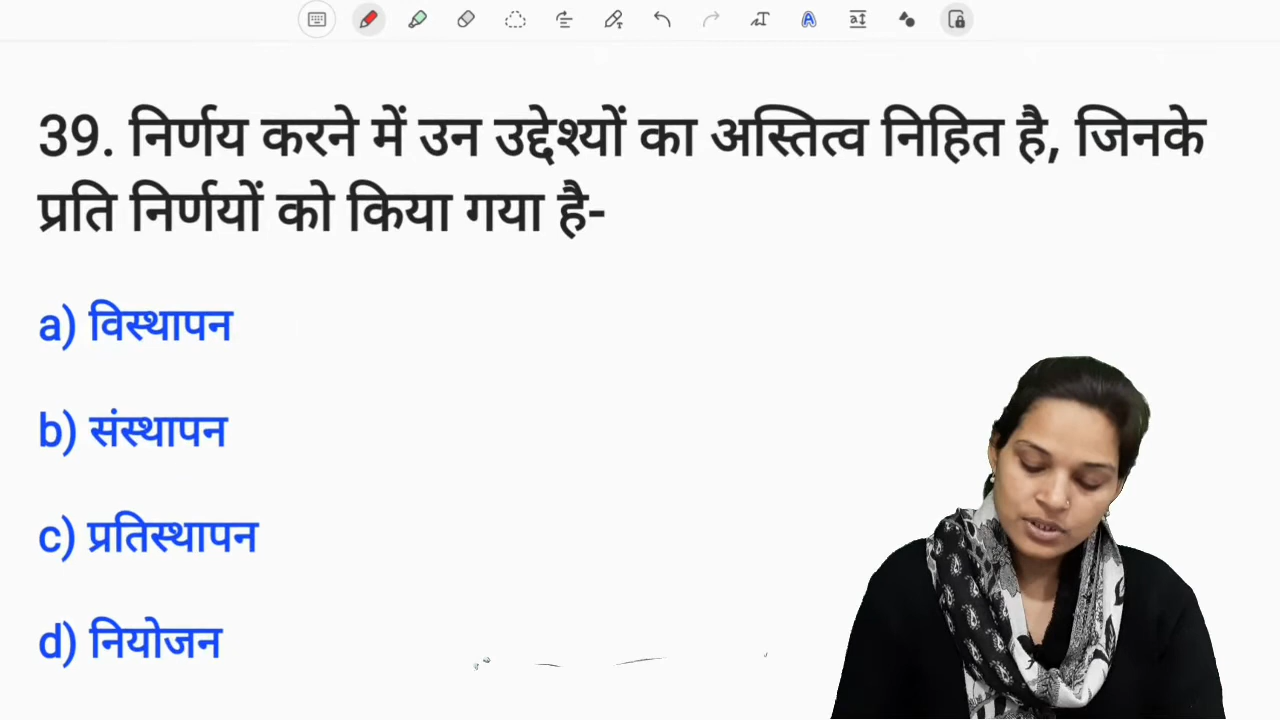 39. निर्णय करने में उन उद्देश्यों का अस्तित्व निहित है, जिनके
प्रति निर्णयों को किया गया है-
a) विस्थापन
b) संस्थापन
c) प्रतिस्थापन
d) नियोजन